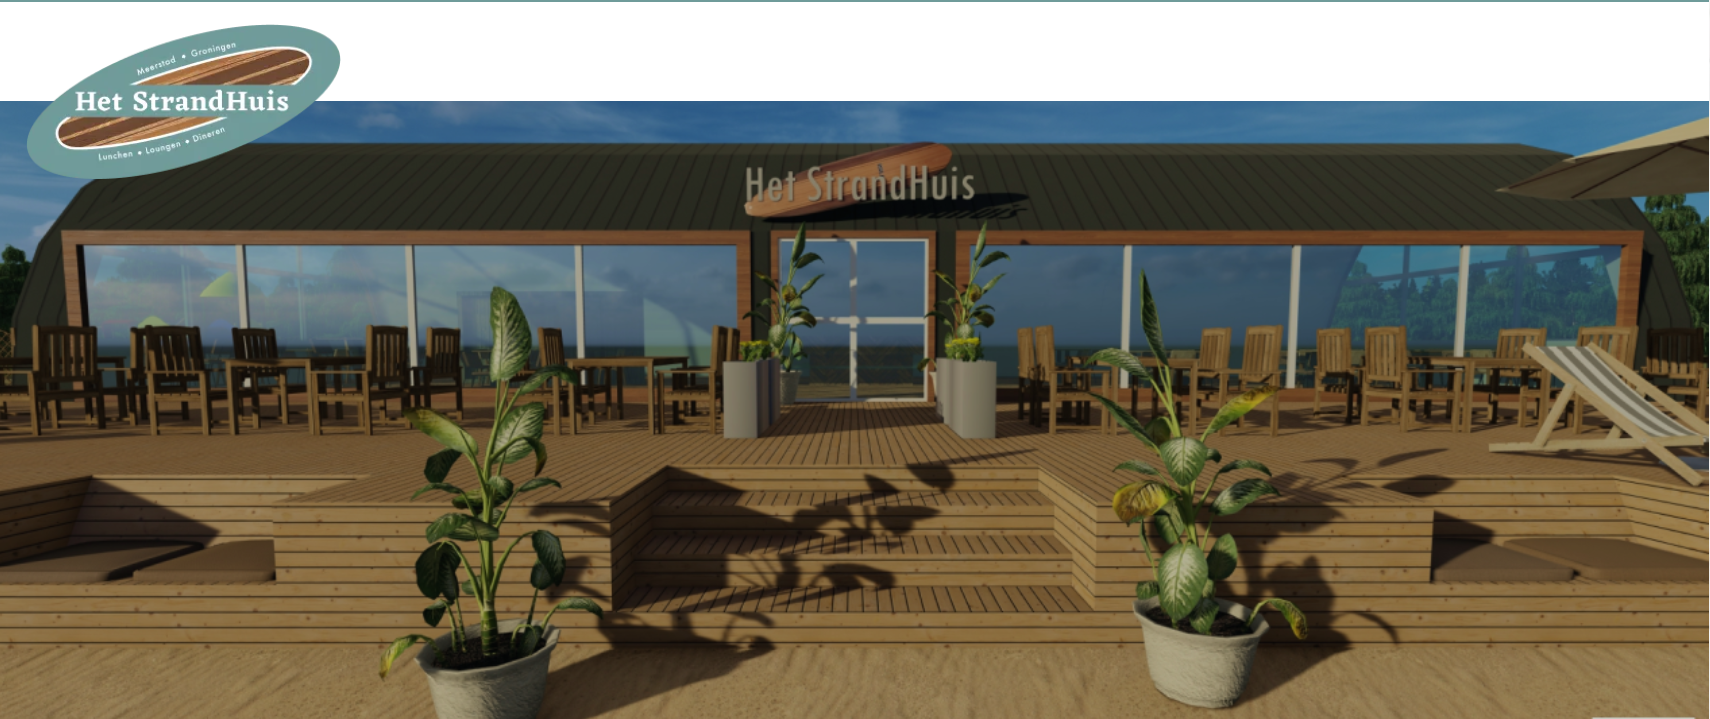 Meerstad • Groningen
Het StrandHuis
Lunchen • Loungen • Dineren
Het StrandHuis